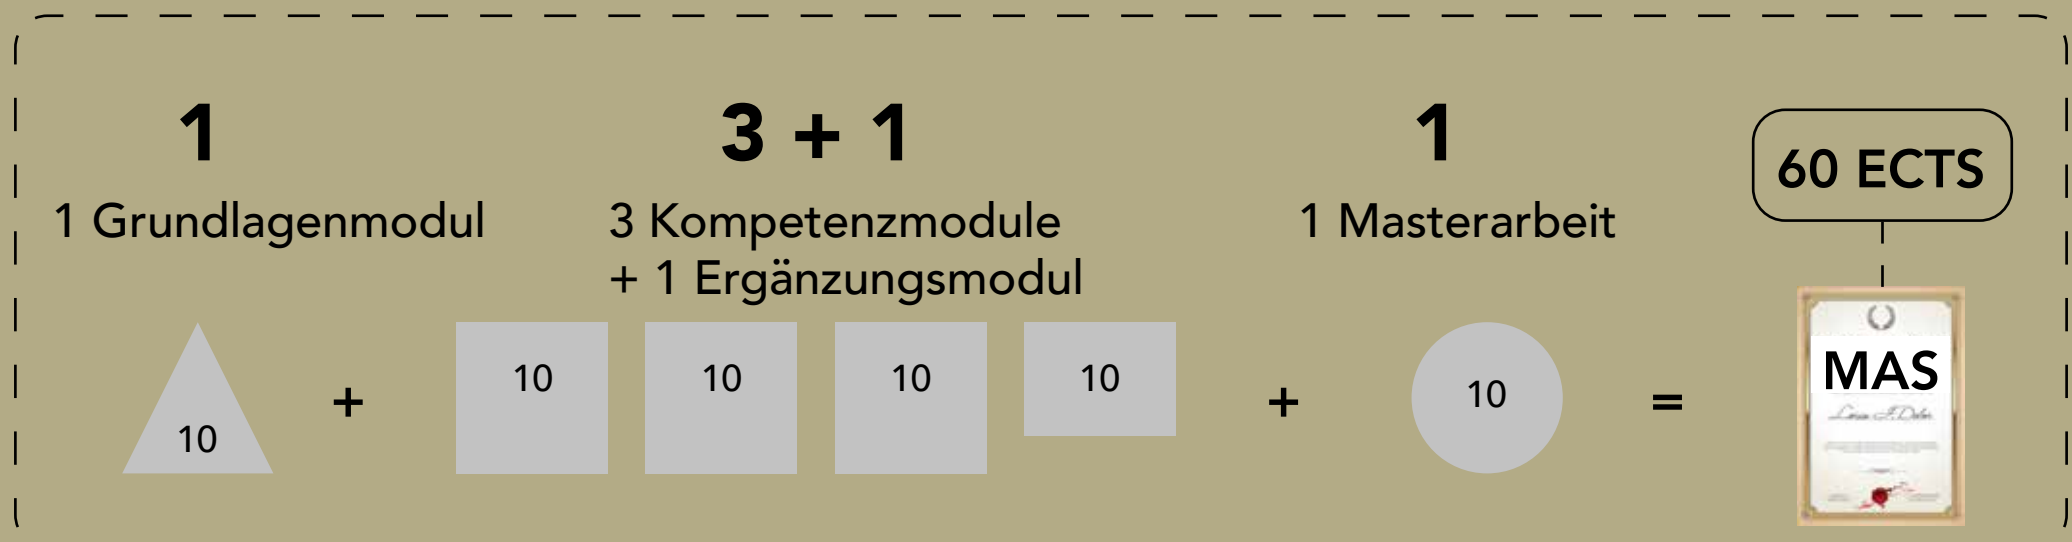 1
1 Grundlagenmodul
3 + 1
3 Kompetenzmodule
+ 1 Ergänzungsmodul
1
1 Masterarbeit
60 ECTS
10
+
10
10
10
10
+
10
=
MAS